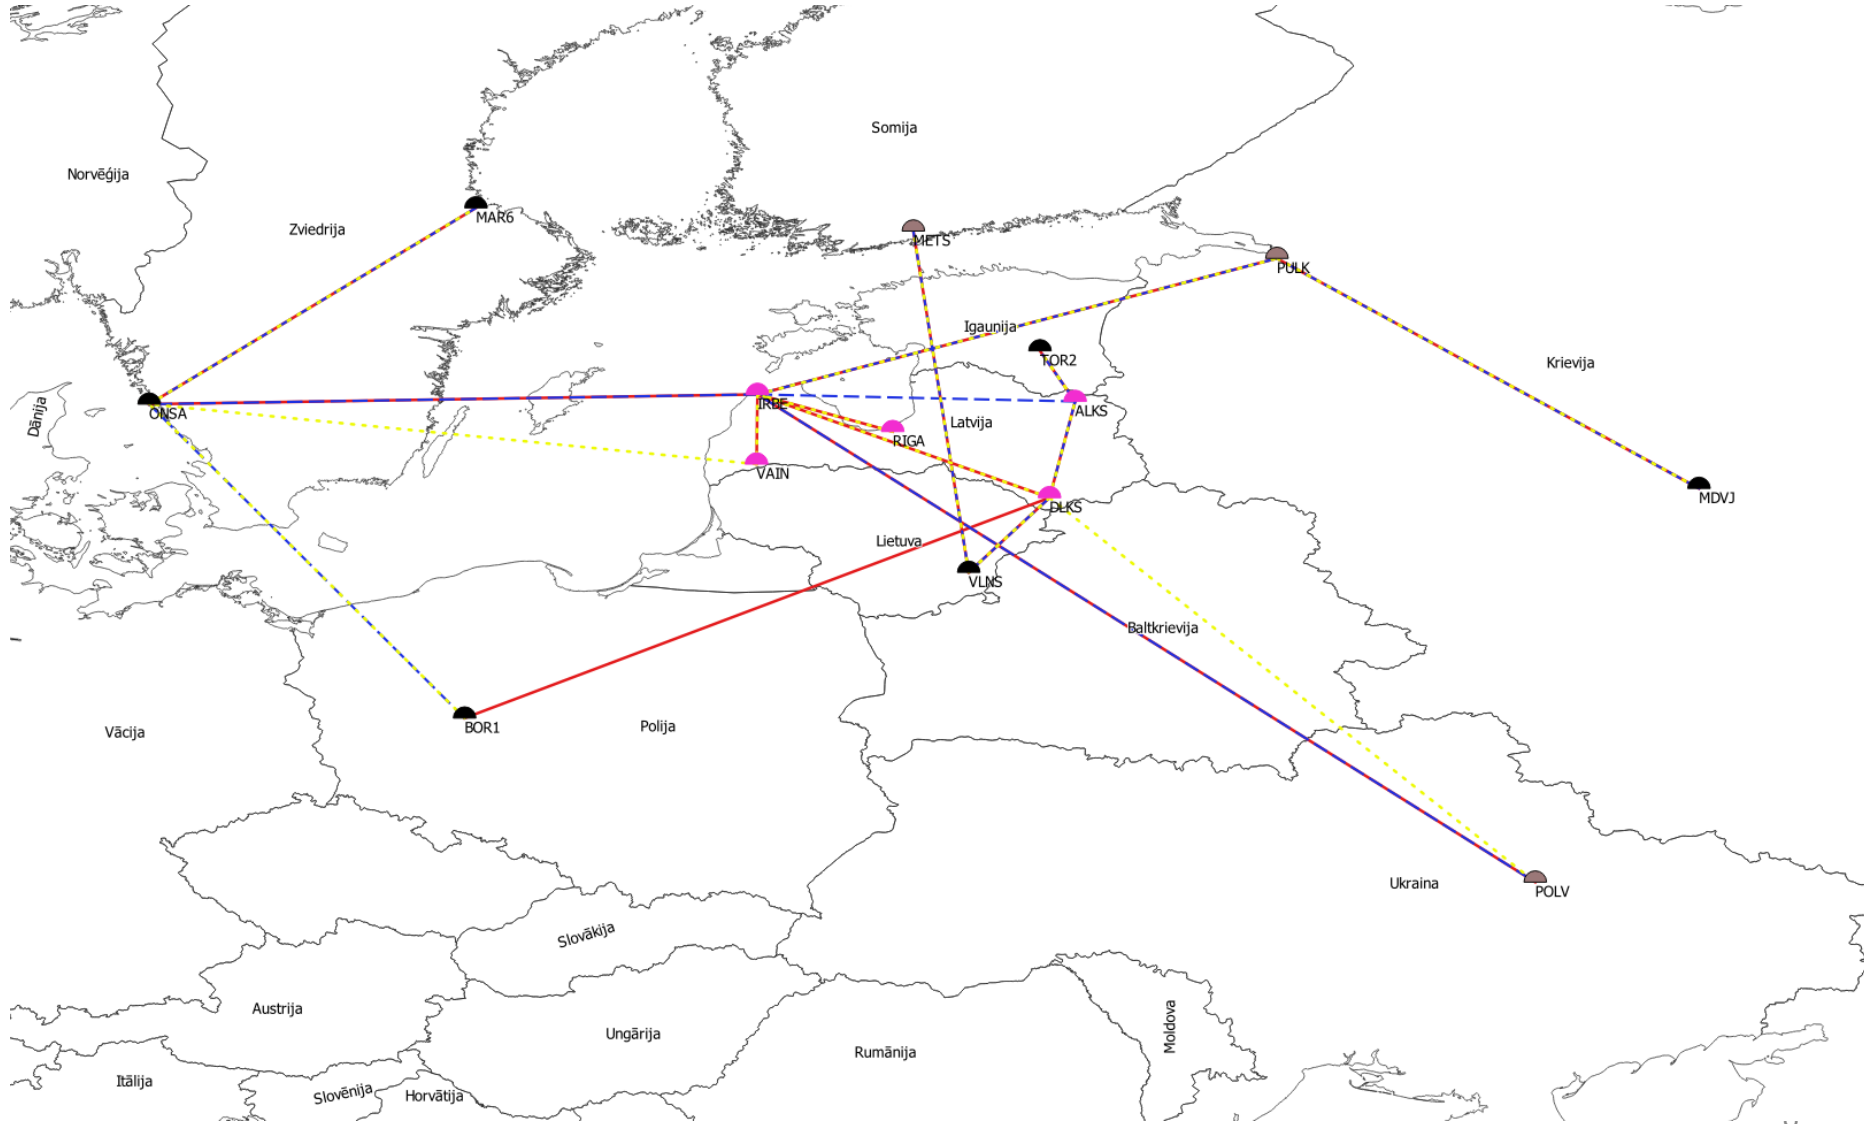 Somija
Norvēģija
MAR6
Zviedrija
METS
PULK
Igaunija
TOR2
Krievija
Dānija
ONSA
IRBE
ALKS
Latvija
RIGA
VAIN
MDVJ
DLKS
Lietuva
VLNS
Baltkrievija
BOR1
Polija
Vācija
Ukraina
POLV
Slovākija
Austrija
Moldova
Ungārija
Rumānija
Itālija
Slovēnija
Horvātija